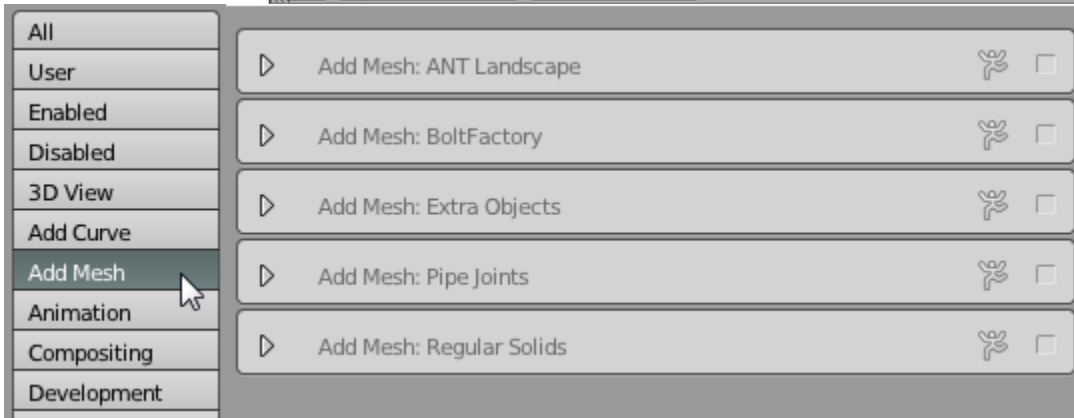 All
User
Enabled
Disabled
3D View
Add Curve
Add Mesh
Animation
Compositing
Development
Add Mesh: ANT Landscape
Add Mesh: BoltFactory
Add Mesh: Extra Objects
Add Mesh: Pipe Joints
Add Mesh: Regular Solids